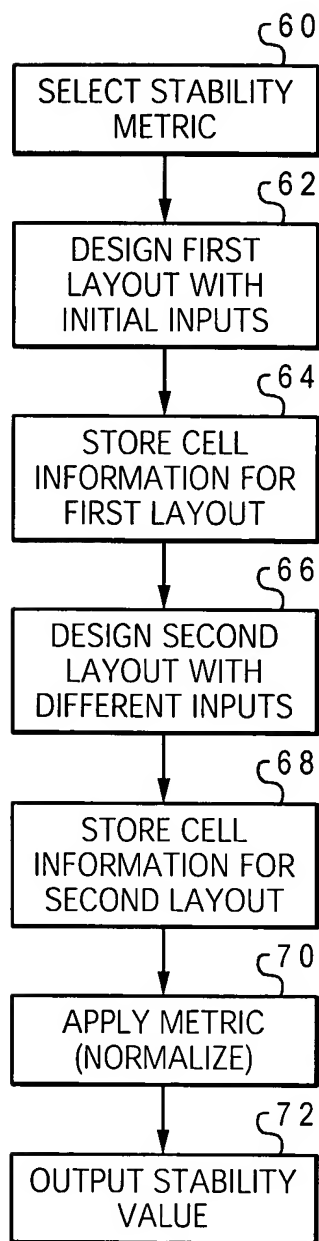 60
SELECT STABILITY
METRIC
62
DESIGN FIRST
LAYOUT WITH
INITIAL INPUTS
64
STORE CELL
INFORMATION FOR
FIRST LAYOUT
66
DESIGN SECOND
LAYOUT WITH
DIFFERENT INPUTS
68
STORE CELL
INFORMATION FOR
SECOND LAYOUT
70
APPLY METRIC
(NORMALIZE)
72
OUTPUT STABILITY
VALUE